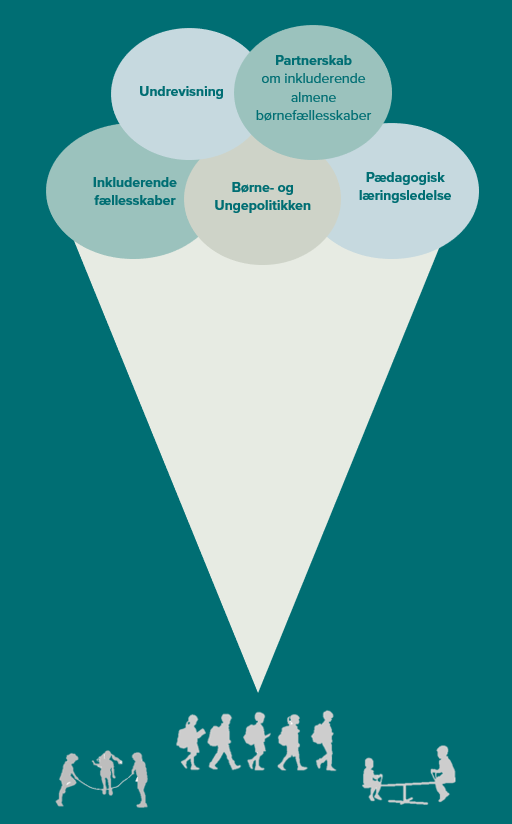 Undrevisning
Partnerskab
om inkluderende
almene
børnefællesskaber
Inkluderende
fællesskaber
Børne- og
Ungepolitikken
Pædagogisk
læringsledelse